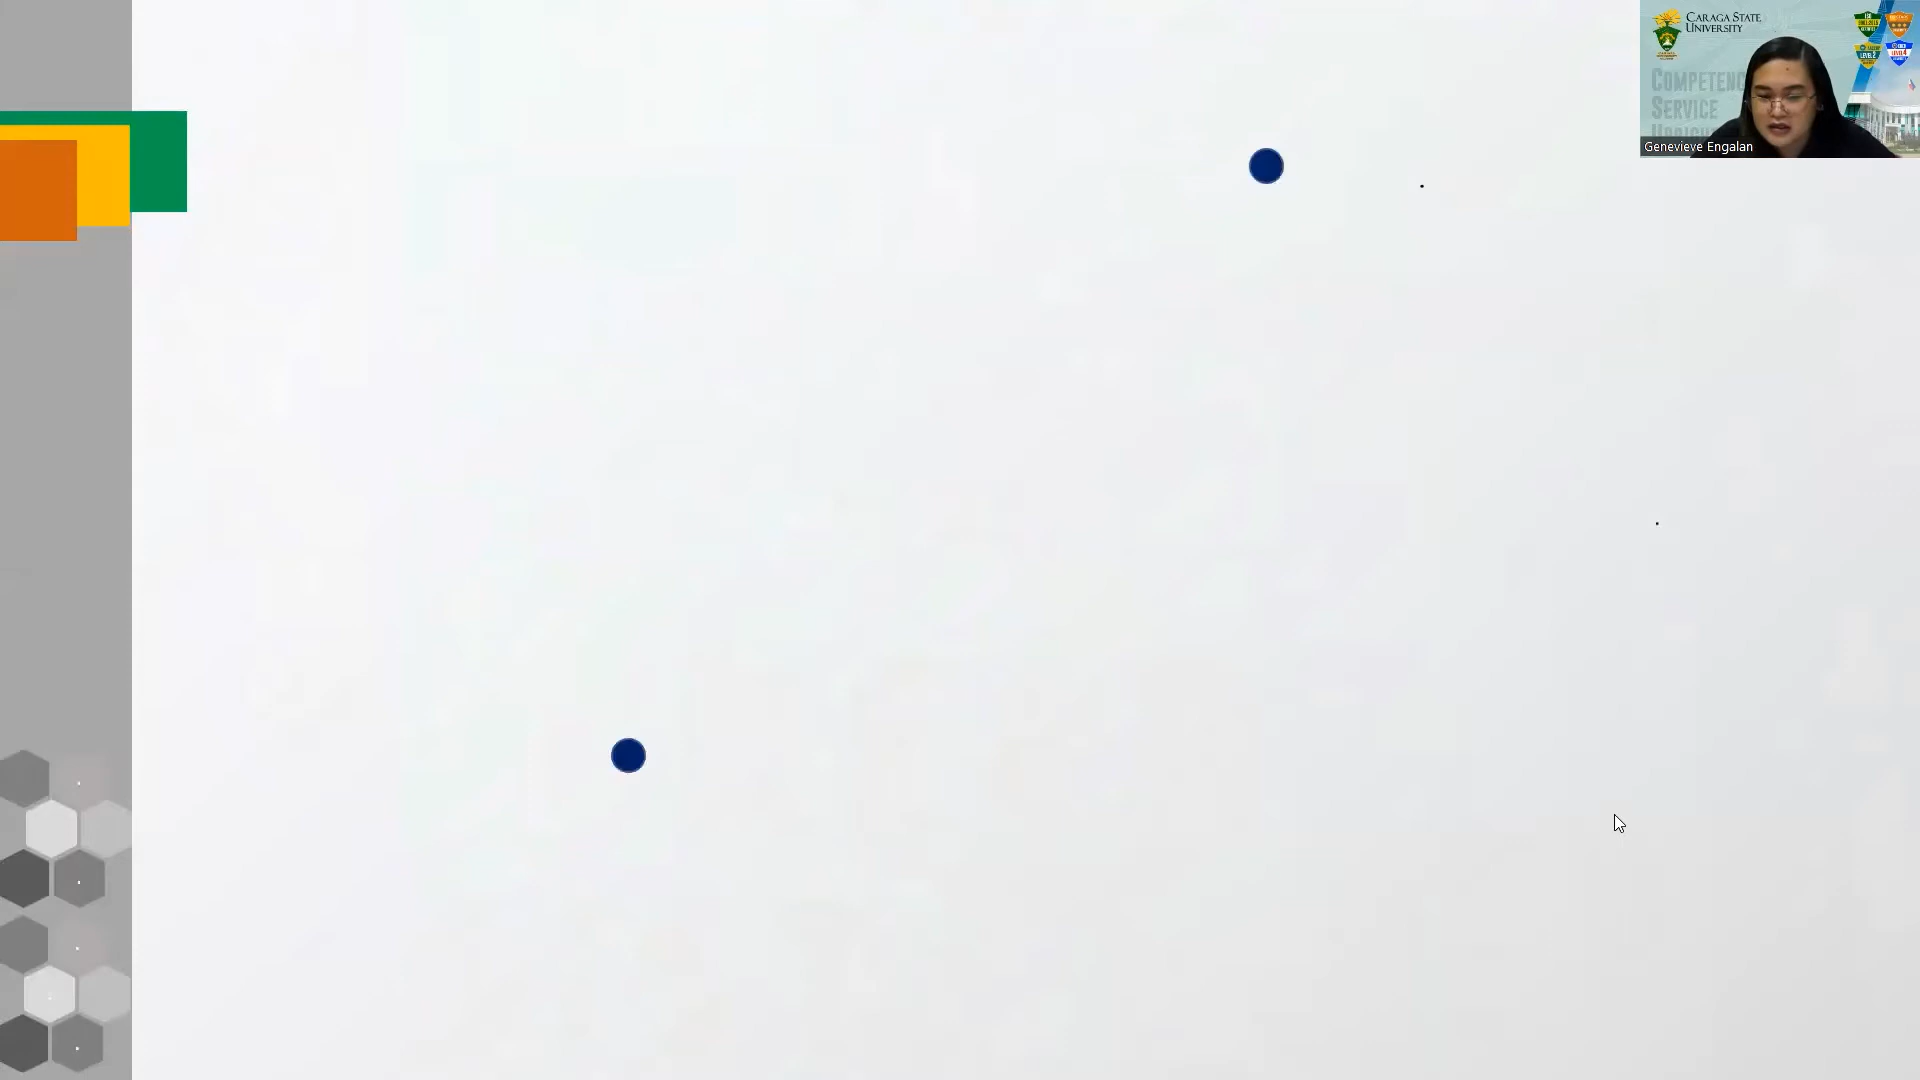 CARAGA STATE
UNIVERSITY
COMPETENC
SERVICE
Genevieve Engalan